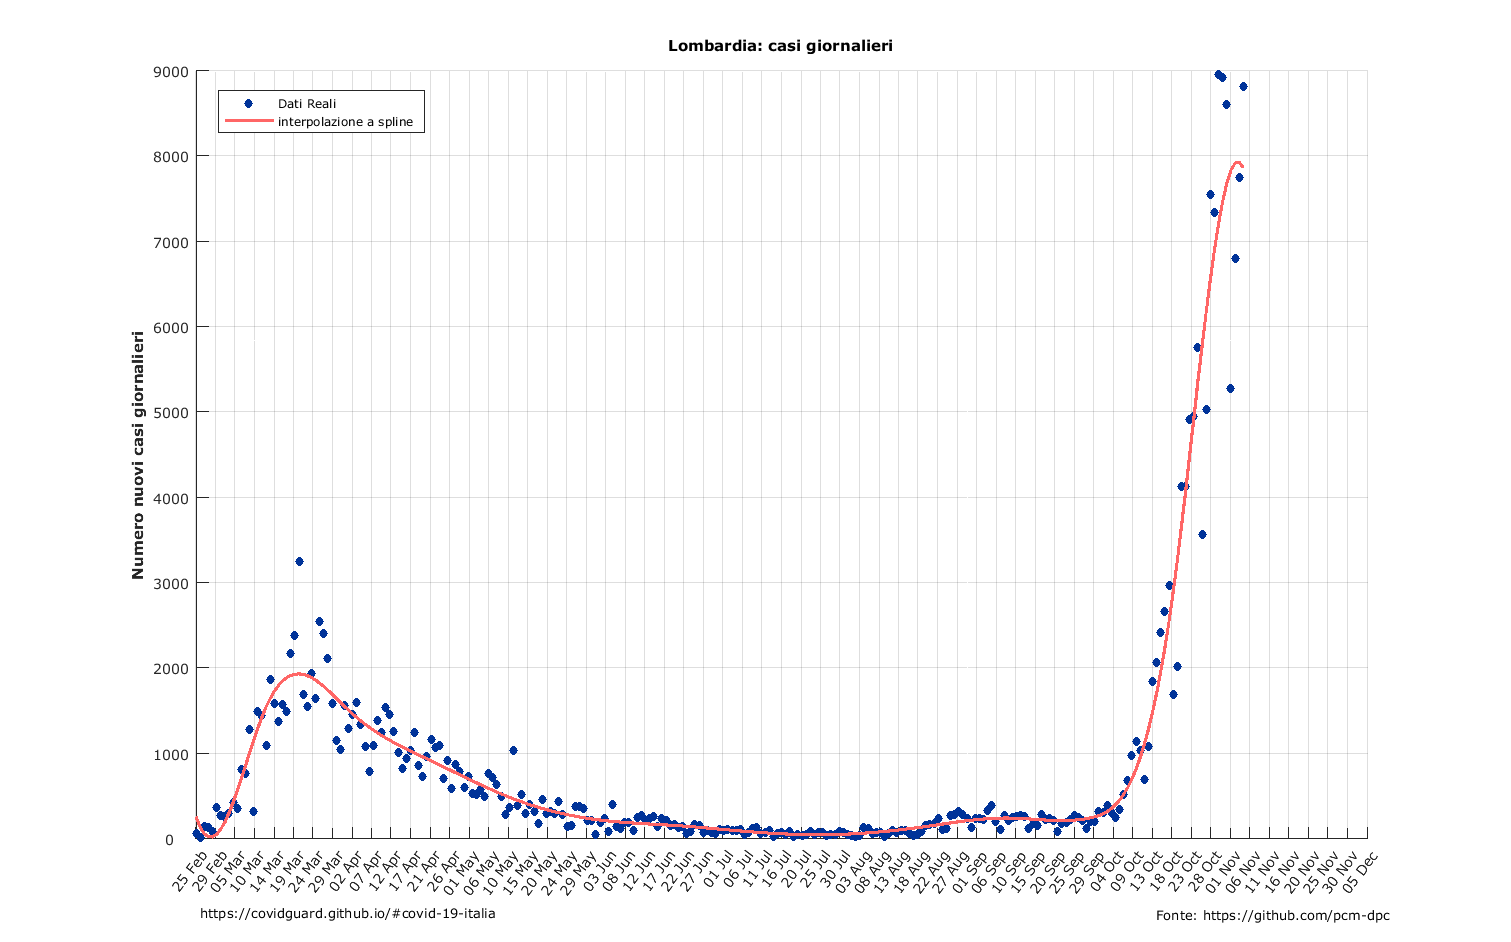 Lombardia: casi giornalieri
Dati Reali
interpolazione a spline
Numero nuovi casi giornalieri
9000
8000
7000
6000
5000
4000
3000
2000
1000
0
25 Feb
29 Feb
05 Mar
10 Mar
14 Mar
19 Mar
24 Mar
29 Mar
02 Apr
07 Apr
12 Apr
17 Apr
21 Apr
26 Apr
01 May
06 May
10 May
15 May
20 May
24 May
29 May
03 Jun
08 Jun
12 Jun
17 Jun
22 Jun
27 Jun
01 Jul
06 Jul
11 Jul
16 Jul
20 Jul
25 Jul
30 Jul
03 Aug
08 Aug
13 Aug
18 Aug
22 Aug
27 Aug
01 Sep
06 Sep
10 Sep
15 Sep
20 Sep
25 Sep
29 Sep
04 Oct
09 Oct
13 Oct
18 Oct
23 Oct
28 Oct
01 Nov
06 Nov
11 Nov
16 Nov
20 Nov
25 Nov
30 Nov
05 Dec
https://covidguard.github.io/#covid-19-italia
Fonte: https://github.com/pcm-dpc